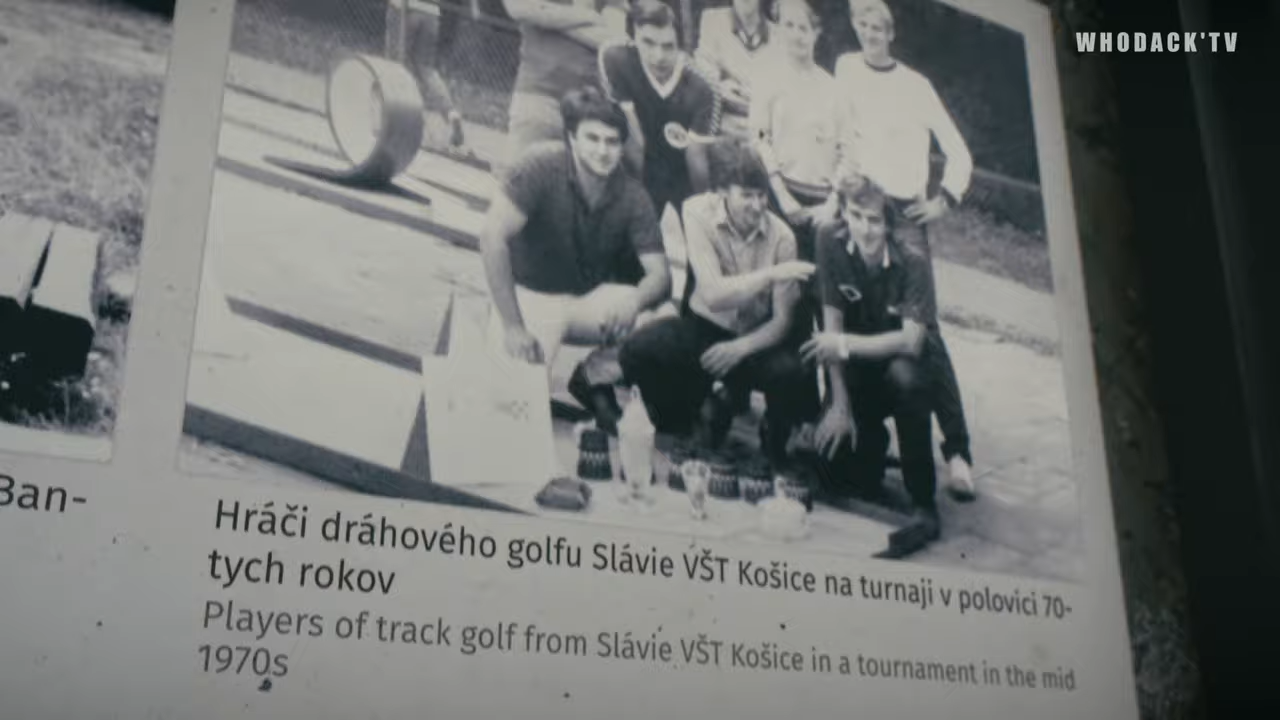 WHODACK'TV
Ban-
Hráči dráhového golfu Slávie VŠT Košice na turnaji v polovici 70-
tych rokov
Players of track golf from Slávie VŠT Košice in a tournament in the mid
1970s